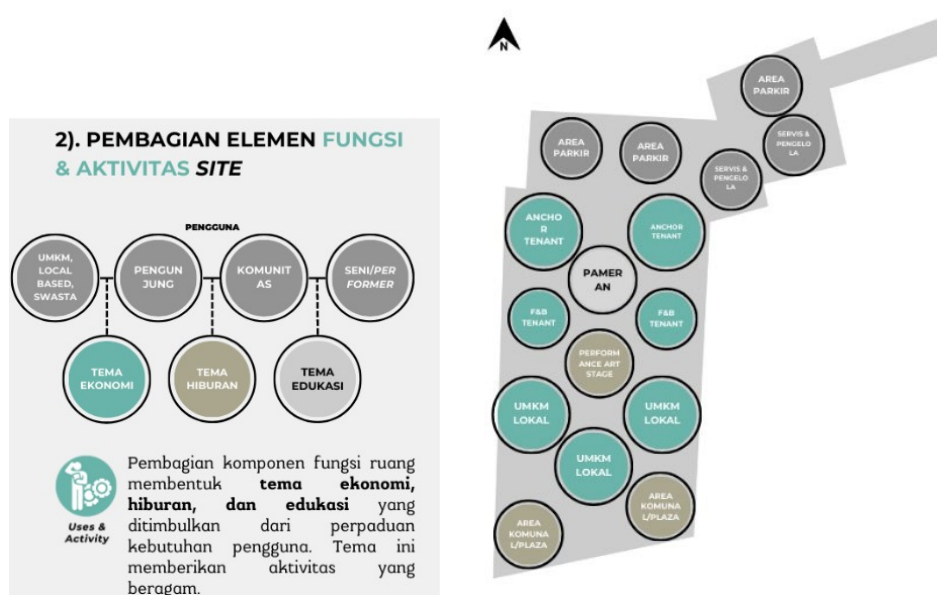 2). PEMBAGIAN ELEMEN FUNGSI
& AKTIVITAS SITE
PENGGUNA
UMKM,
LOCAL
BASED,
SWASTA
PENGUN
JUNG
KOMUNIT
AS
SENI/PER
FORMER
TEMA
EKONOMI
TEMA
HIBURAN
TEMA
EDUKASI
Uses &
Activity
Pembagian komponen fungsi ruang
membentuk tema ekonomi,
hiburan, dan edukasi yang
ditimbulkan dari perpaduan
kebutuhan pengguna. Tema ini
memberikan aktivitas yang
beragam.
N
AREA
PARKIR
SERVIS &
PENGELO
LA
AREA
PARKIR
AREA
PARKIR
SERVIS &
PENGELO
LA
ANCHO
R
TENANT
ANCHOR
TENANT
PAMER
AN
F&B
TENANT
F&B
TENANT
PERFORM
ANCE ART
STAGE
UMKM
LOKAL
UMKM
LOKAL
UMKM
LOKAL
AREA
KOMUNA
L/PLAZA
AREA
KOMUNA
L/PLAZA